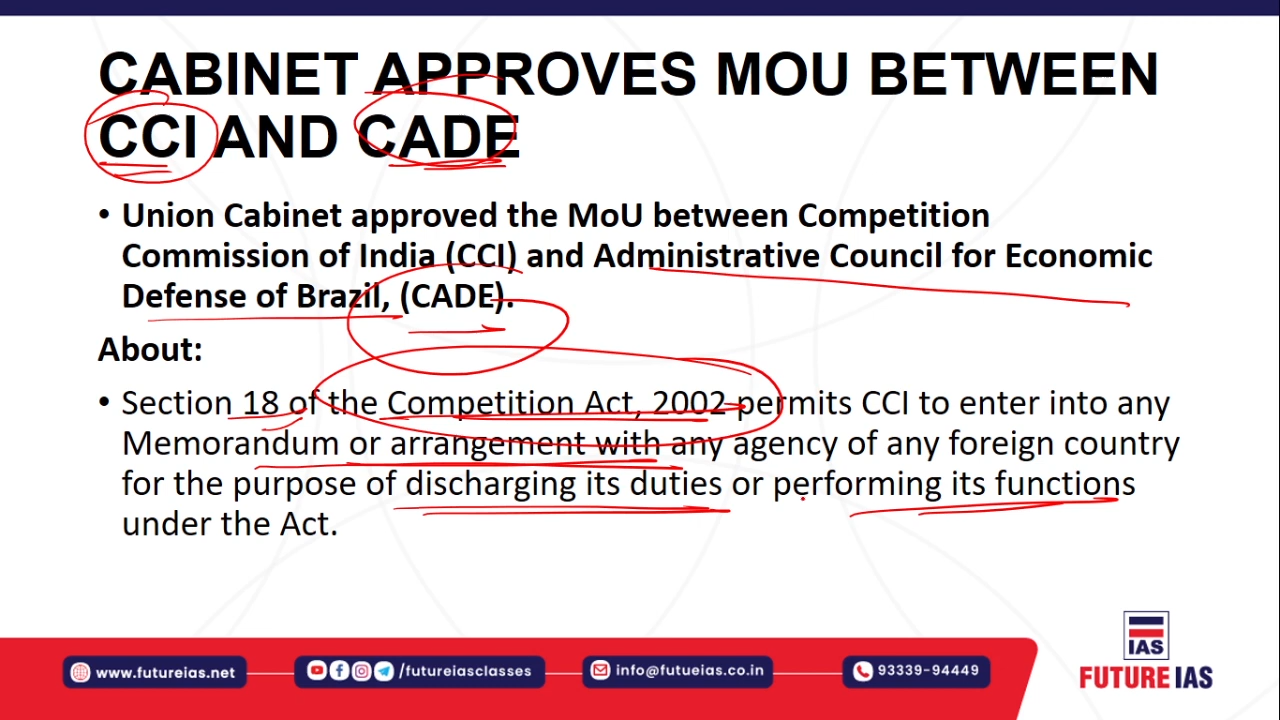 CABINET APPROVES MOU BETWEEN
CCI AND CADE
• Union Cabinet approved the MoU between Competition
Commission of India (CCI) and Administrative Council for Economic
Defense of Brazil, (CADE).
About:
• Section 18 of the Competition Act, 2002 permits CCI to enter into any
Memorandum or arrangement with any agency of any foreign country
for the purpose of discharging its duties or performing its functions
under the Act.
IAS
FUTURE IAS
www.futureias.net
/futureiasclasses
info@futueias.co.in
93339-94449